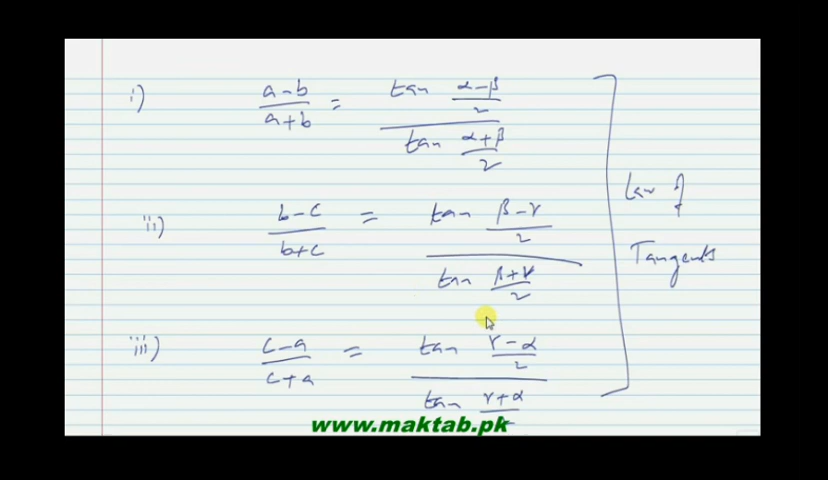 i) (a-b)/(a+b) = (tan (α-β)/2)/(tan (α+β)/2)
ii) (b-c)/(b+c) = (tan (β-γ)/2)/(tan (β+γ)/2)
iii) (c-a)/(c+a) = (tan (γ-α)/2)/(tan (γ+α)/2)
Law of
Tangents
www.maktab.pk